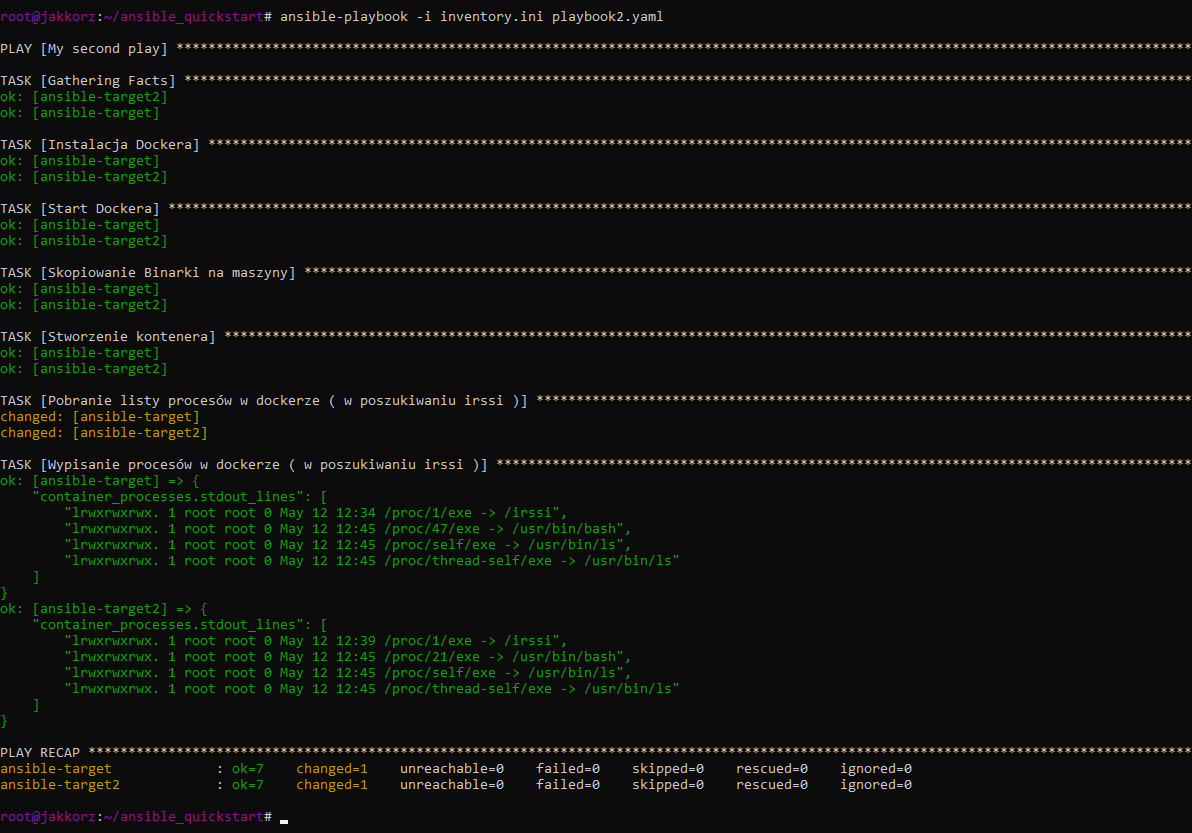 root@jakkorz:~/ansible_quickstart# ansible-playbook -i inventory.ini playbook2.yaml
PLAY [My second play] *******************************************************************************************************************************
TASK [Gathering Facts] ******************************************************************************************************************************
ok: [ansible-target2]
ok: [ansible-target]
TASK [Instalacja Dockera] ***************************************************************************************************************************
ok: [ansible-target]
ok: [ansible-target2]
TASK [Start Dockera] ********************************************************************************************************************************
ok: [ansible-target]
ok: [ansible-target2]
TASK [Skopiowanie Binarki na maszyny] ***************************************************************************************************************
ok: [ansible-target]
ok: [ansible-target2]
TASK [Stworzenie kontenera] *************************************************************************************************************************
ok: [ansible-target]
ok: [ansible-target2]
TASK [Pobranie listy procesów w dockerze ( w poszukiwaniu irssi )] **********************************************************************************
changed: [ansible-target]
changed: [ansible-target2]
TASK [Wypisanie procesów w dockerze ( w poszukiwaniu irssi )] ***************************************************************************************
ok: [ansible-target] => {
    "container_processes.stdout_lines": [
        "lrwxrwxrwx. 1 root root 0 May 12 12:34 /proc/1/exe -> /irssi",
        "lrwxrwxrwx. 1 root root 0 May 12 12:45 /proc/47/exe -> /usr/bin/bash",
        "lrwxrwxrwx. 1 root root 0 May 12 12:45 /proc/self/exe -> /usr/bin/ls",
        "lrwxrwxrwx. 1 root root 0 May 12 12:45 /proc/thread-self/exe -> /usr/bin/ls"
    ]
}
ok: [ansible-target2] => {
    "container_processes.stdout_lines": [
        "lrwxrwxrwx. 1 root root 0 May 12 12:39 /proc/1/exe -> /irssi",
        "lrwxrwxrwx. 1 root root 0 May 12 12:45 /proc/21/exe -> /usr/bin/bash",
        "lrwxrwxrwx. 1 root root 0 May 12 12:45 /proc/self/exe -> /usr/bin/ls",
        "lrwxrwxrwx. 1 root root 0 May 12 12:45 /proc/thread-self/exe -> /usr/bin/ls"
    ]
}
PLAY RECAP ******************************************************************************************************************************************
ansible-target             : ok=7    changed=1    unreachable=0    failed=0    skipped=0    rescued=0    ignored=0
ansible-target2            : ok=7    changed=1    unreachable=0    failed=0    skipped=0    rescued=0    ignored=0
root@jakkorz:~/ansible_quickstart#